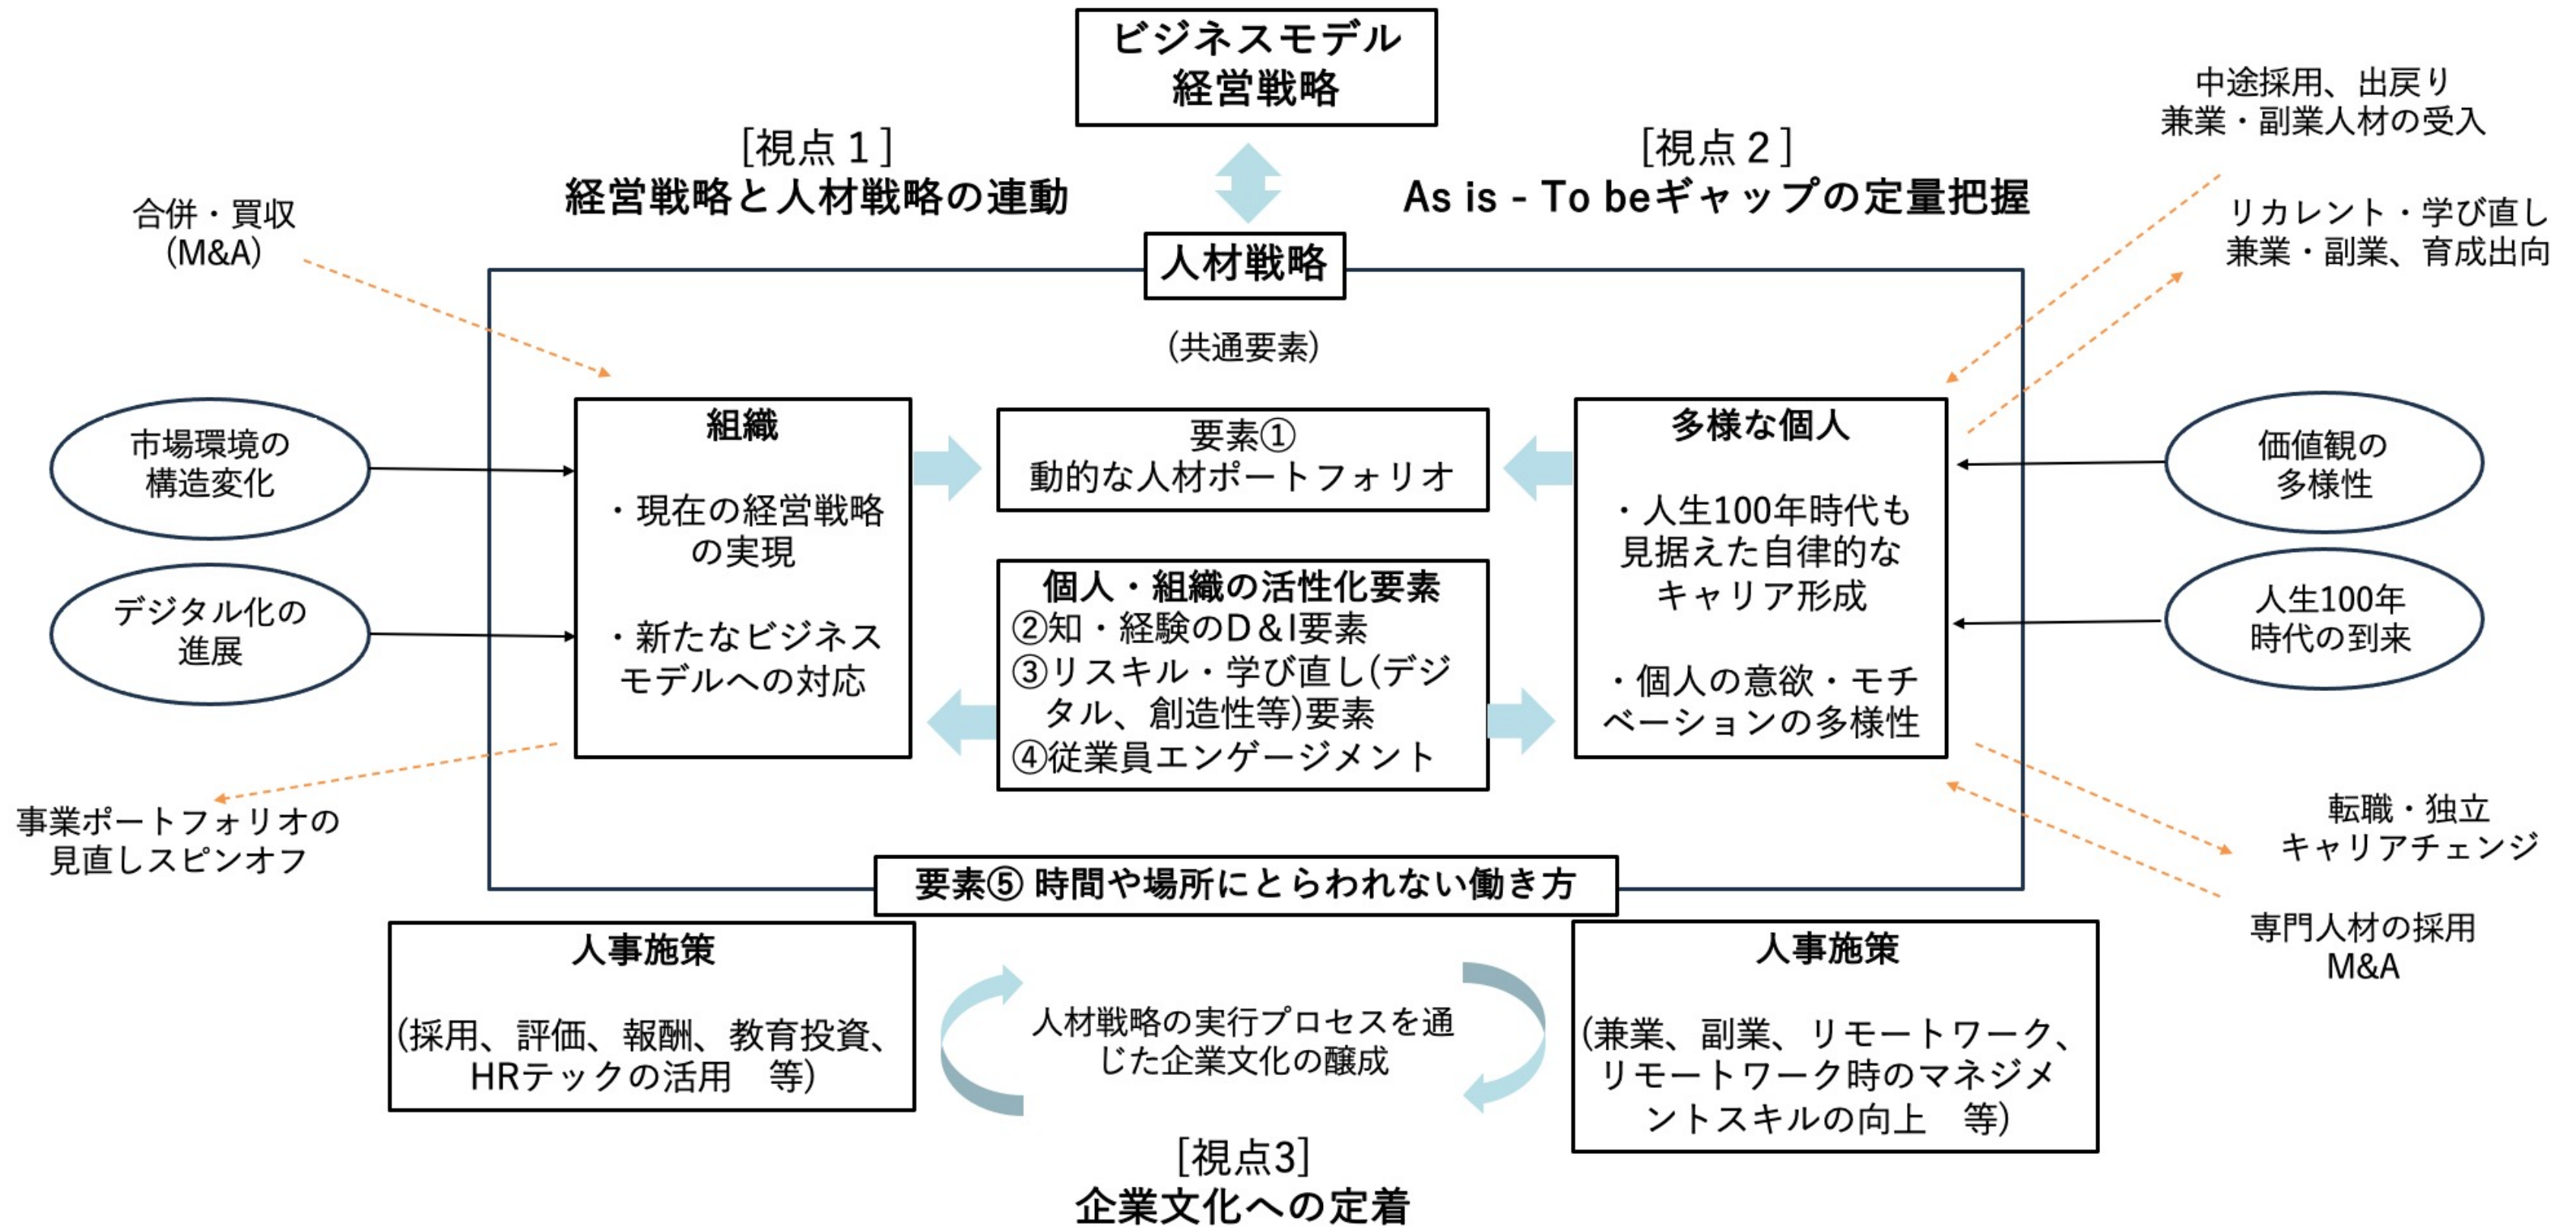 ビジネスモデル
経営戦略
[視点１]
経営戦略と人材戦略の連動
[視点２]
As is - To beギャップの定量把握
中途採用、出戻り
兼業・副業人材の受入
リカレント・学び直し
兼業・副業、育成出向
合併・買収
(M&A)
人材戦略
(共通要素)
市場環境の
構造変化
デジタル化の
進展
組織
・現在の経営戦略
の実現
・新たなビジネス
モデルへの対応
要素①
動的な人材ポートフォリオ
個人・組織の活性化要素
②知・経験のD＆I要素
③リスキル・学び直し(デジ
タル、創造性等)要素
④従業員エンゲージメント
多様な個人
・人生100年時代も
見据えた自律的な
キャリア形成
・個人の意欲・モチ
ベーションの多様性
価値観の
多様性
人生100年
時代の到来
事業ポートフォリオの
見直しスピンオフ
転職・独立
キャリアチェンジ
専門人材の採用
M&A
要素⑤ 時間や場所にとらわれない働き方
人事施策
(採用、評価、報酬、教育投資、
HRテックの活用　等)
人材戦略の実行プロセスを通
じた企業文化の醸成
人事施策
(兼業、副業、リモートワーク、
リモートワーク時のマネジメ
ントスキルの向上　等)
[視点3]
企業文化への定着